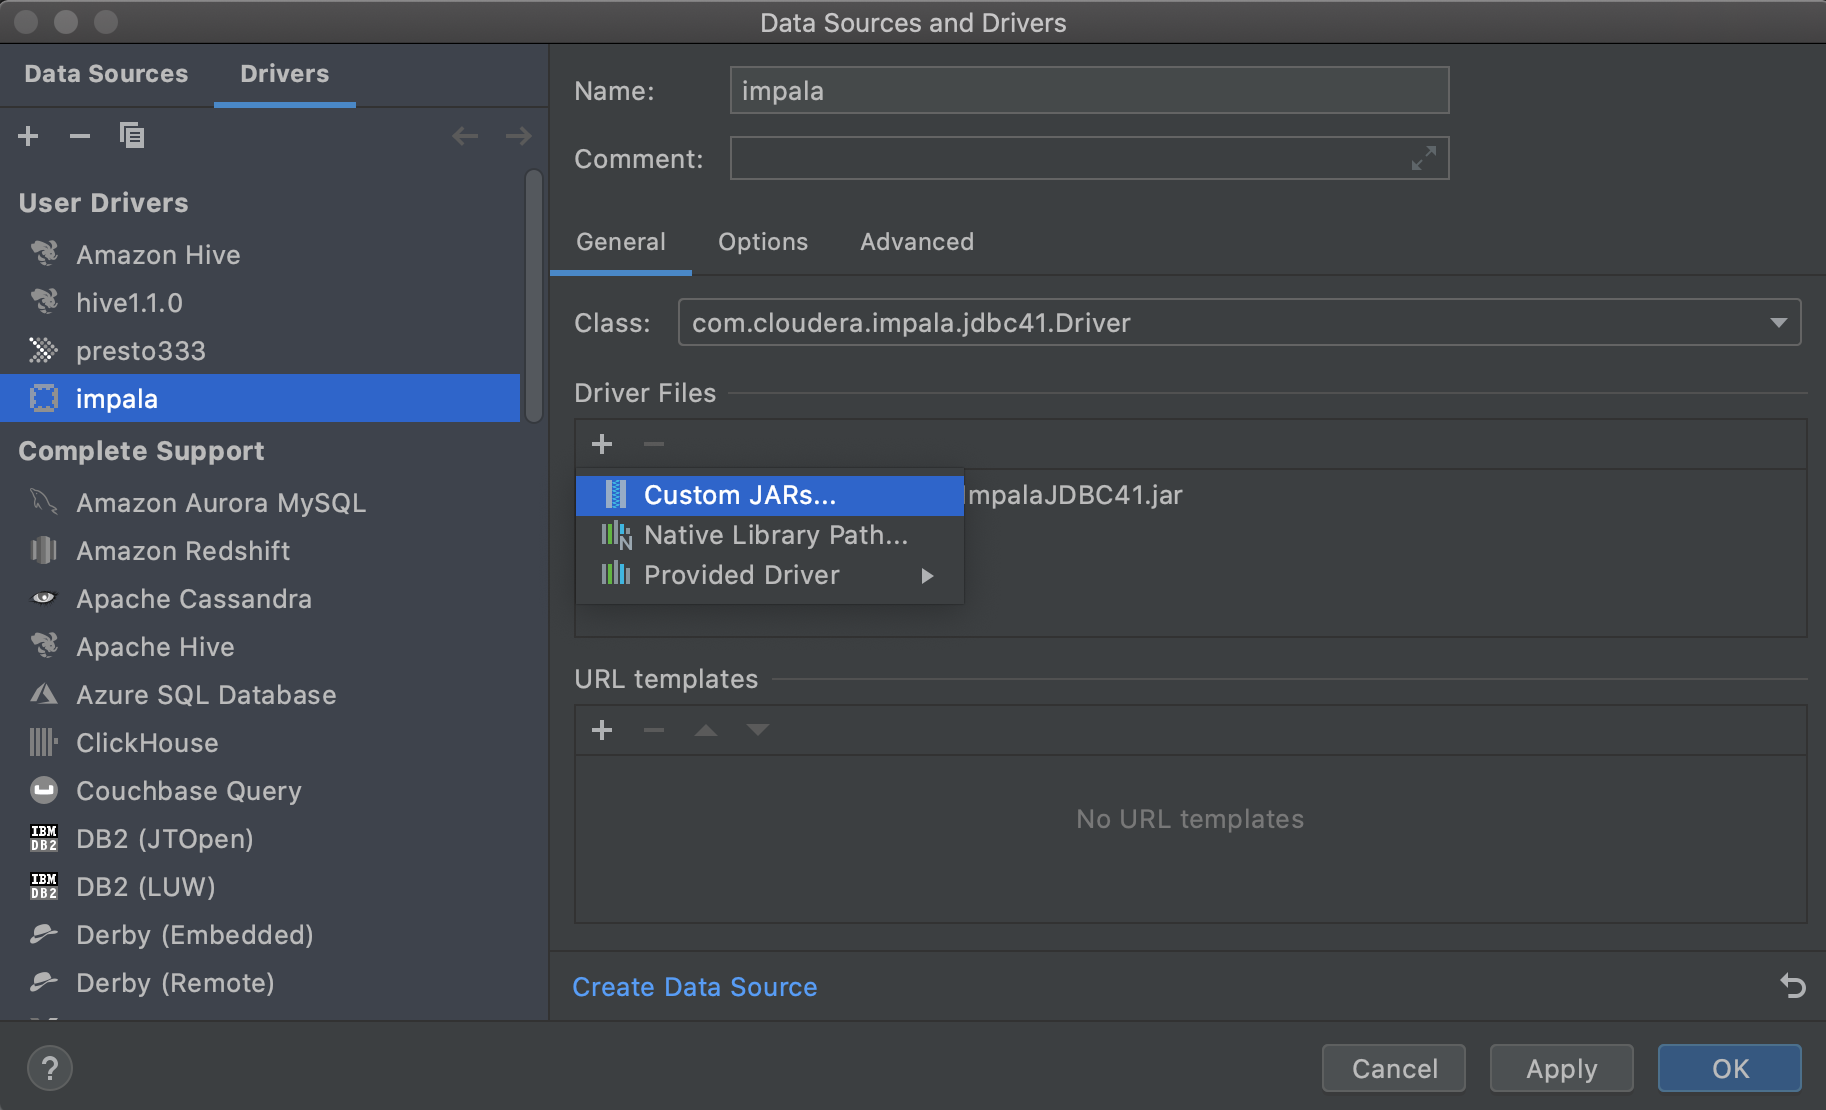 Data Sources and Drivers
Data Sources
Drivers
User Drivers
Amazon Hive
hive1.1.0
presto333
impala
Complete Support
Amazon Aurora MySQL
Amazon Redshift
Apache Cassandra
Apache Hive
Azure SQL Database
ClickHouse
Couchbase Query
IBM DB2
DB2 (JTOpen)
IBM DB2
DB2 (LUW)
Derby (Embedded)
Derby (Remote)
Name:
impala
Comment:
General
Options
Advanced
Class:
com.cloudera.impala.jdbc41.Driver
Driver Files
Custom JARs...
ImpalaJDBC41.jar
N
Native Library Path...
Provided Driver
URL templates
No URL templates
Create Data Source
?
Cancel
Apply
OK